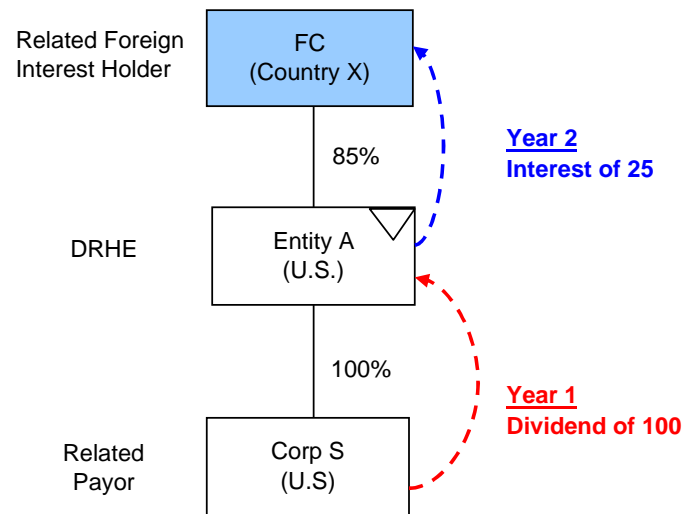 Related Foreign
Interest Holder
FC
(Country X)
Year 2
Interest of 25
85%
DRHE
Entity A
(U.S.)
100%
Year 1
Dividend of 100
Related
Payor
Corp S
(U.S)